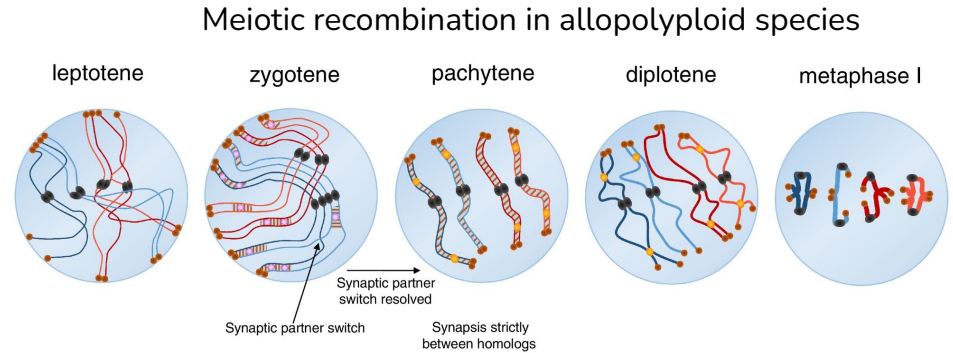 Meiotic recombination in allopolyploid species
leptotene
zygotene
pachytene
diplotene
metaphase I
Synaptic partner
switch resolved
Synaptic partner switch
Synapsis strictly
between homologs